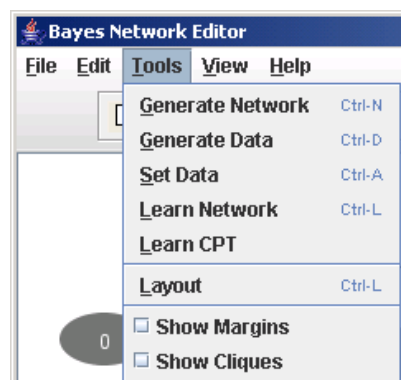 Bayes Network Editor
File Edit Tools View Help
Generate Network Ctrl-N
Generate Data Ctrl-D
Set Data Ctrl-A
Learn Network Ctrl-L
Learn CPT
Layout Ctrl-L
Show Margins
0
Show Cliques